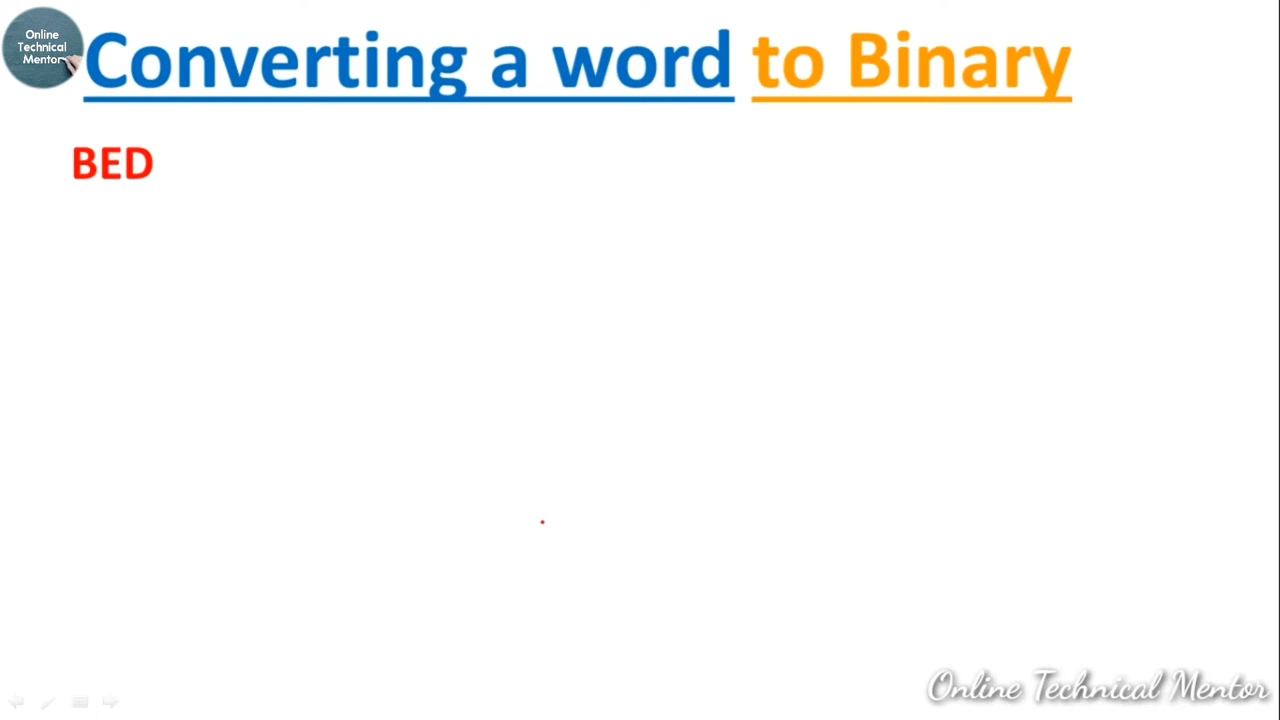 Online
Technical
Mentor
Converting a word to Binary
BED
Online Technical Mentor